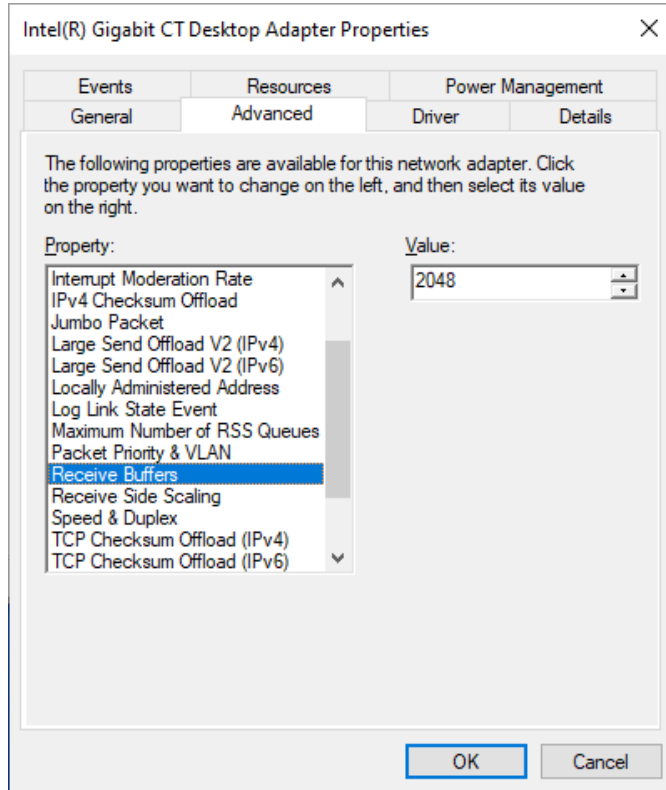 Intel(R) Gigabit CT Desktop Adapter Properties
Events Resources Power Management
General Advanced Driver Details
The following properties are available for this network adapter. Click
the property you want to change on the left, and then select its value
on the right.
Property: Value:
Interrupt Moderation Rate 2048
IPv4 Checksum Offload
Jumbo Packet
Large Send Offload V2 (IPv4)
Large Send Offload V2 (IPv6)
Locally Administered Address
Log Link State Event
Maximum Number of RSS Queues
Packet Priority & VLAN
Receive Buffers
Receive Side Scaling
Speed & Duplex
TCP Checksum Offload (IPv4)
TCP Checksum Offload (IPv6)
OK Cancel